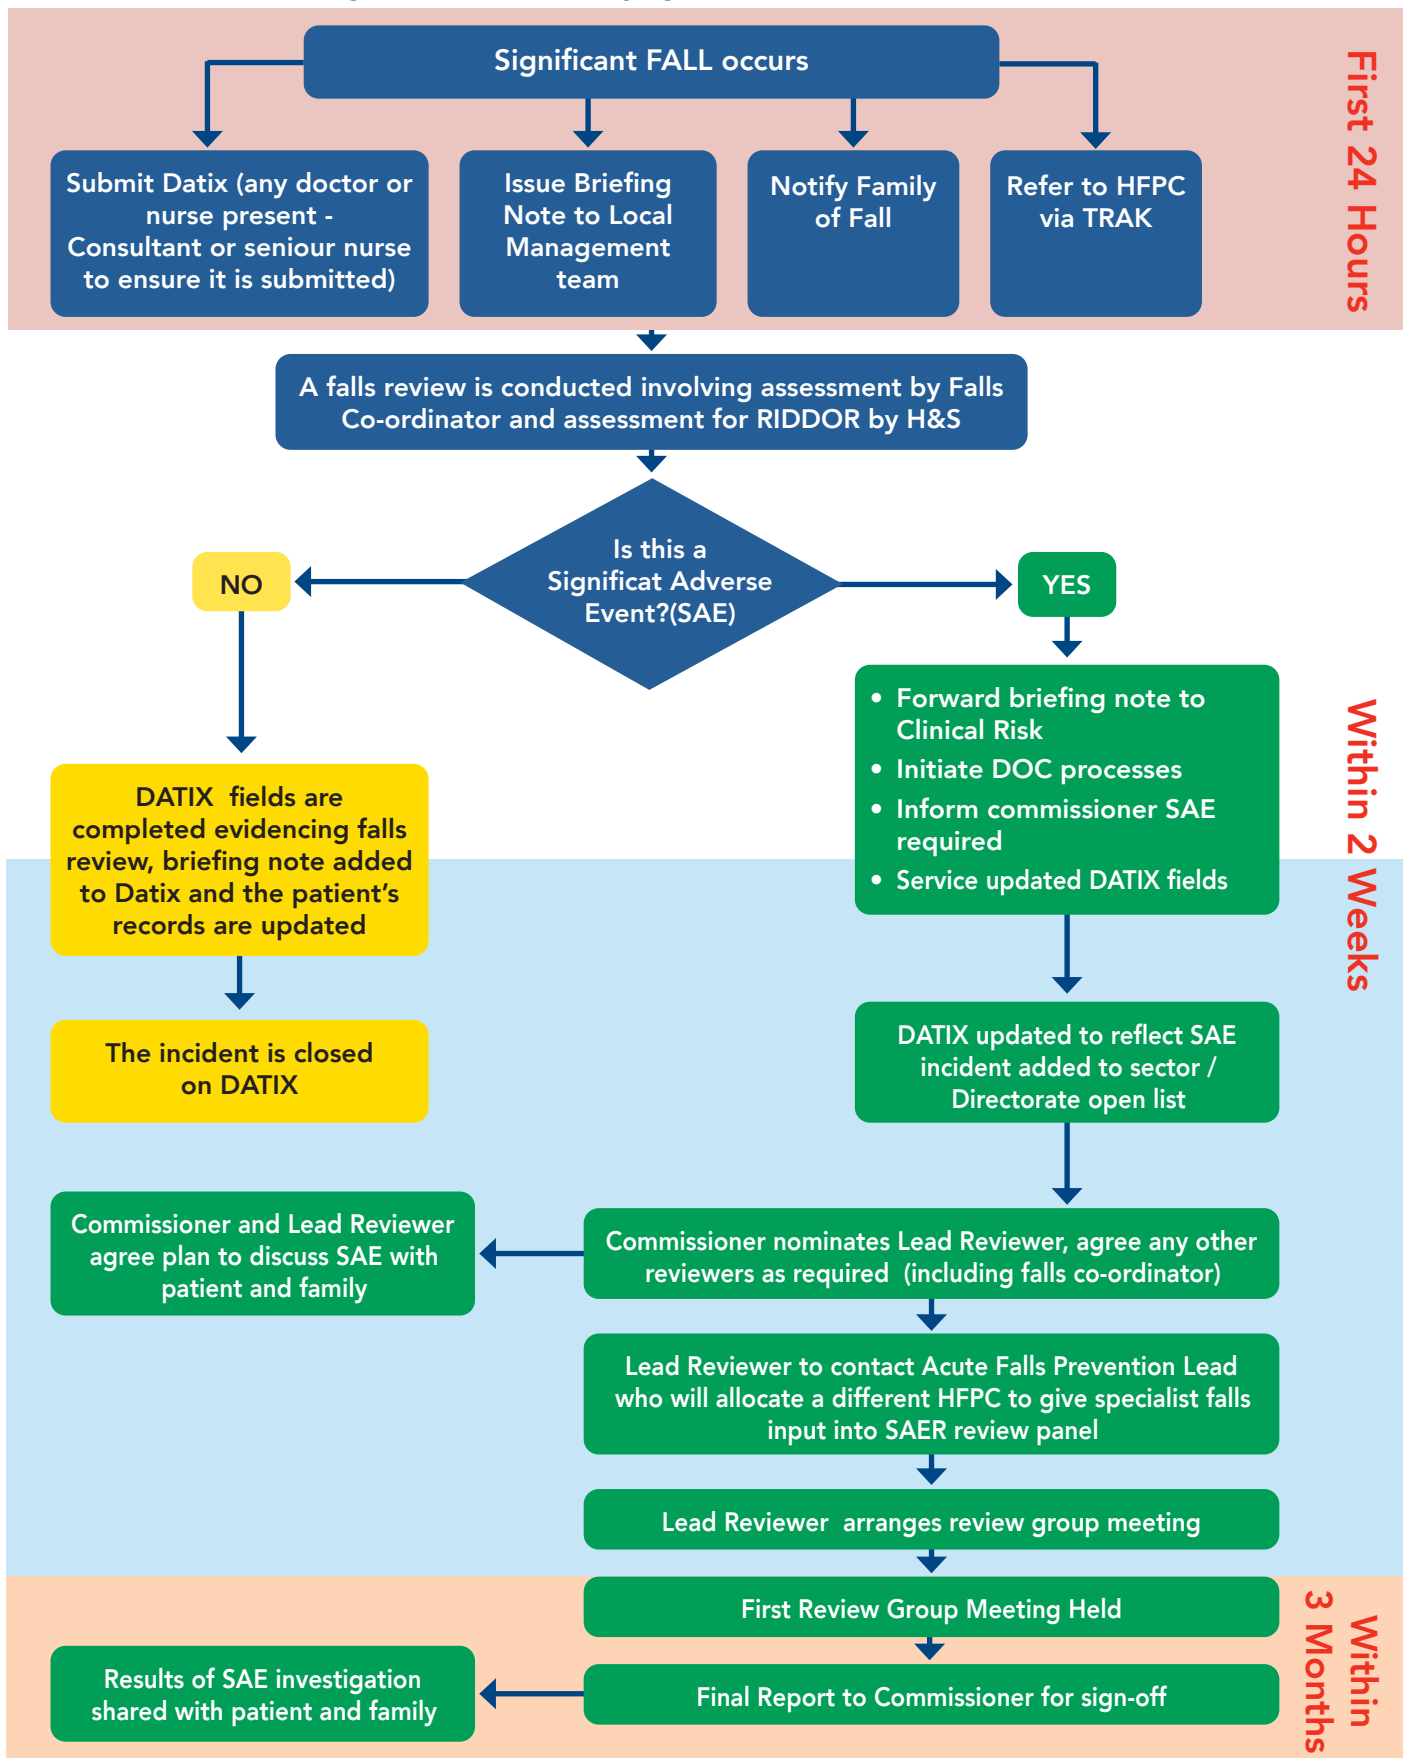 Significant FALL occurs
First 24 Hours
Submit Datix (any doctor or
nurse present -
Consultant or seniour nurse
to ensure it is submitted)
Issue Briefing
Note to Local
Management
team
Notify Family
of Fall
Refer to HFPC
via TRAK
A falls review is conducted involving assessment by Falls
Co-ordinator and assessment for RIDDOR by H&S
Is this a
Significat Adverse
Event?(SAE)
NO
YES
Within 2 Weeks
• Forward briefing note to
Clinical Risk
• Initiate DOC processes
• Inform commissioner SAE
required
• Service updated DATIX fields
DATIX fields are
completed evidencing falls
review, briefing note added
to Datix and the patient’s
records are updated
The incident is closed
on DATIX
DATIX updated to reflect SAE
incident added to sector /
Directorate open list
Commissioner nominates Lead Reviewer, agree any other
reviewers as required (including falls co-ordinator)
Commissioner and Lead Reviewer
agree plan to discuss SAE with
patient and family
Lead Reviewer to contact Acute Falls Prevention Lead
who will allocate a different HFPC to give specialist falls
input into SAER review panel
Lead Reviewer arranges review group meeting
Within
3 Months
First Review Group Meeting Held
Final Report to Commissioner for sign-off
Results of SAE investigation
shared with patient and family